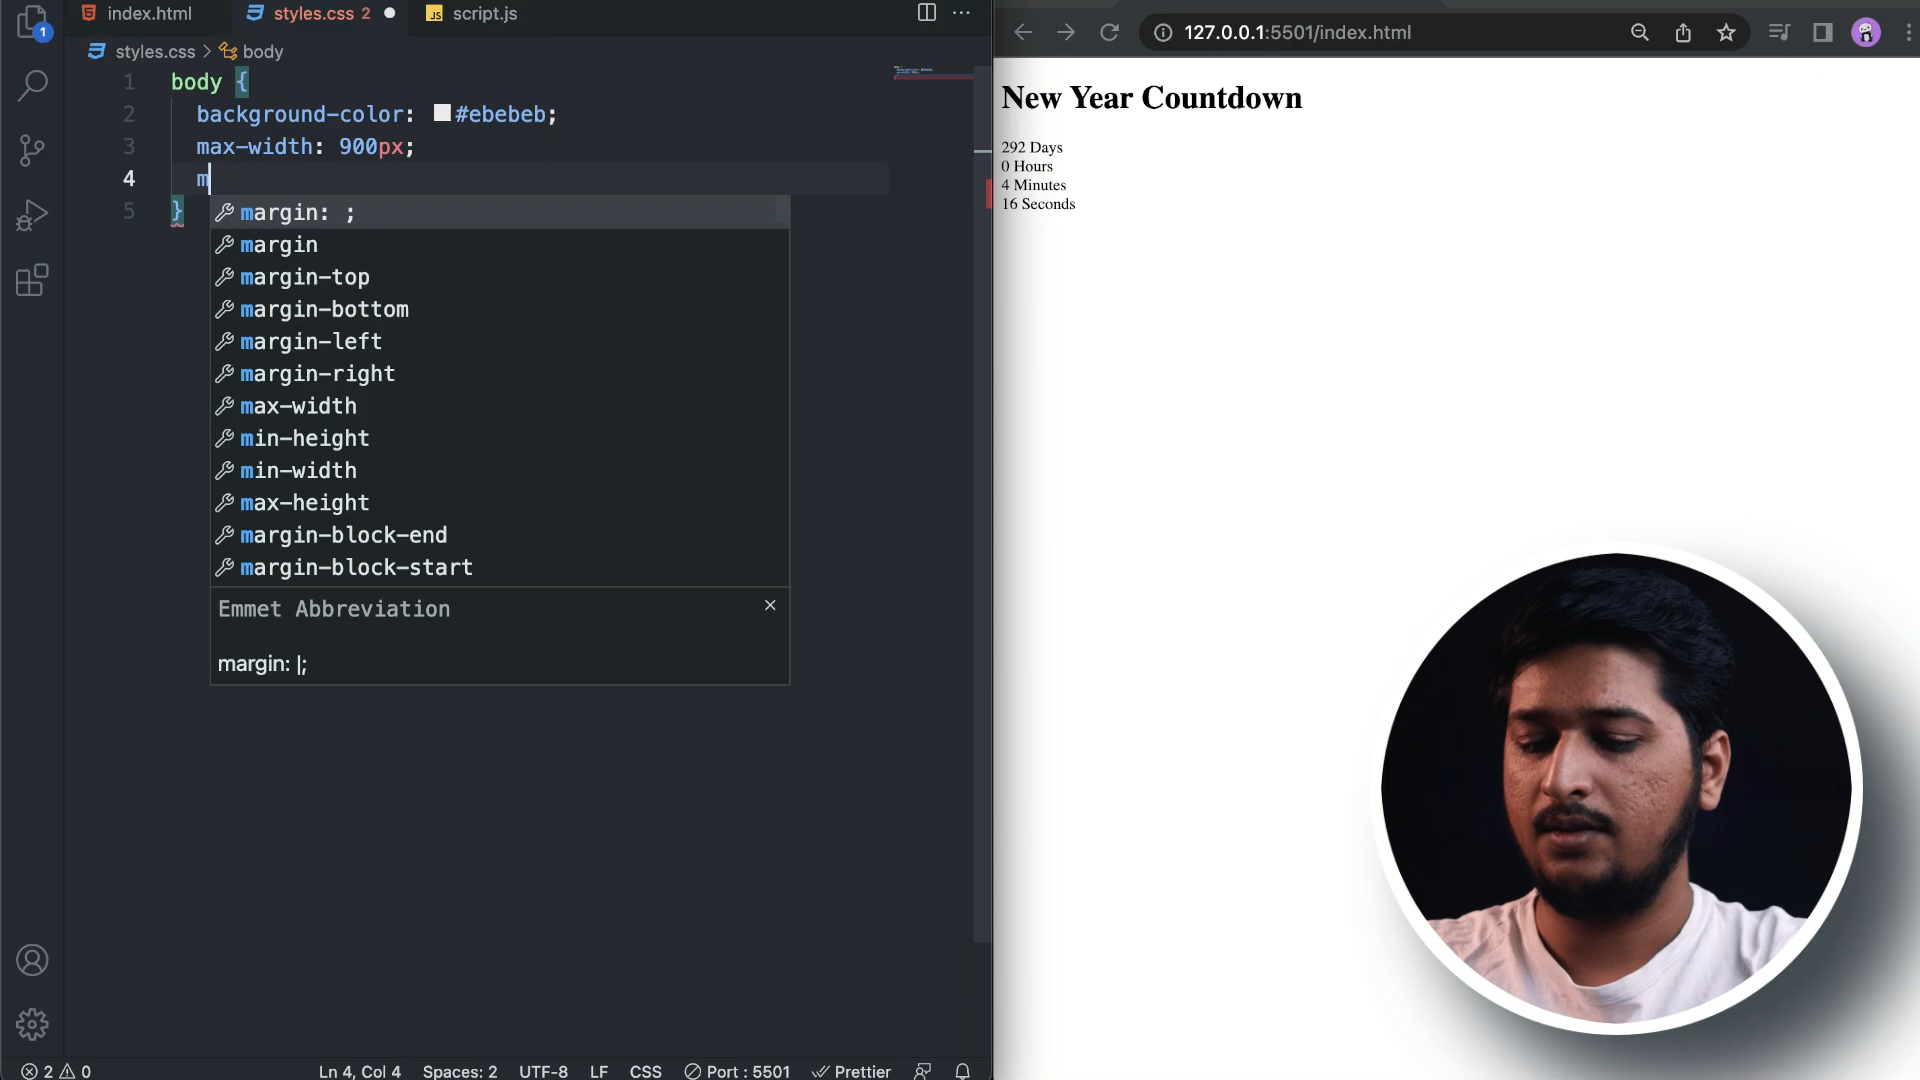 index.html
styles.css 2
script.js
styles.css > body
1 body {
2 background-color: #ebebeb;
3 max-width: 900px;
4 m
5 }
margin: ;
margin
margin-top
margin-bottom
margin-left
margin-right
max-width
min-height
min-width
max-height
margin-block-end
margin-block-start
Emmet Abbreviation
margin: |;
1
2 0
Ln 4, Col 4
Spaces: 2
UTF-8
LF
CSS
Port : 5501
Prettier
127.0.0.1:5501/index.html
New Year Countdown
292 Days
0 Hours
4 Minutes
16 Seconds